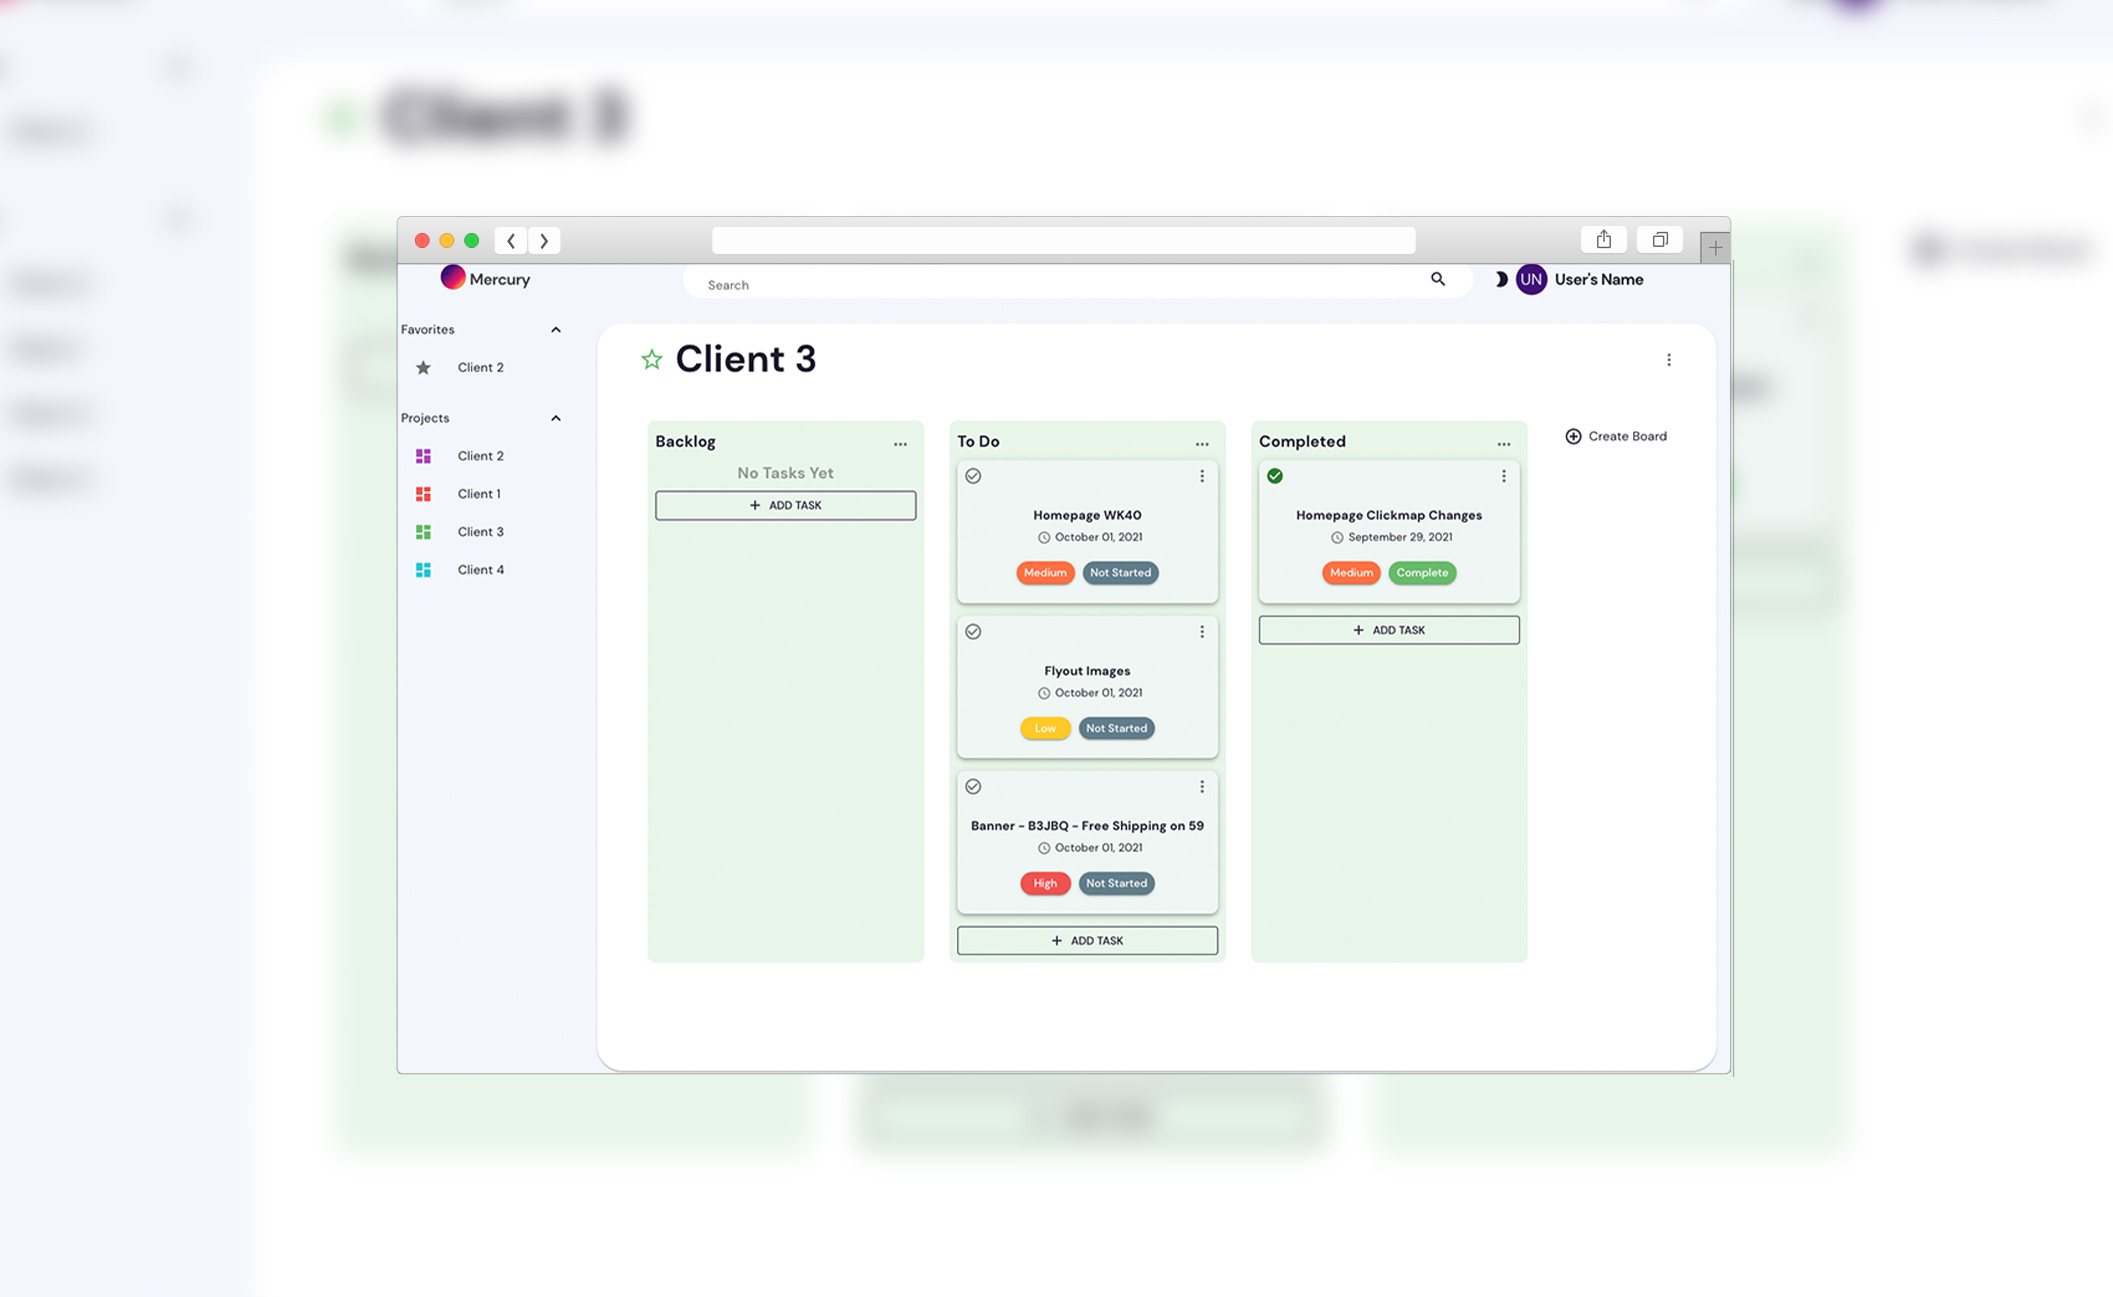 Client 3
Mercury
Search
UN User's Name
Favorites
Client 2
Projects
Client 2
Client 1
Client 3
Client 4
Client 3
Backlog
No Tasks Yet
+ ADD TASK
To Do
Homepage WK40
October 01, 2021
Medium Not Started
Flyout Images
October 01, 2021
Low Not Started
Banner - B3JBQ - Free Shipping on 59
October 01, 2021
High Not Started
+ ADD TASK
Completed
Homepage Clickmap Changes
September 29, 2021
Medium Complete
+ ADD TASK
Create Board